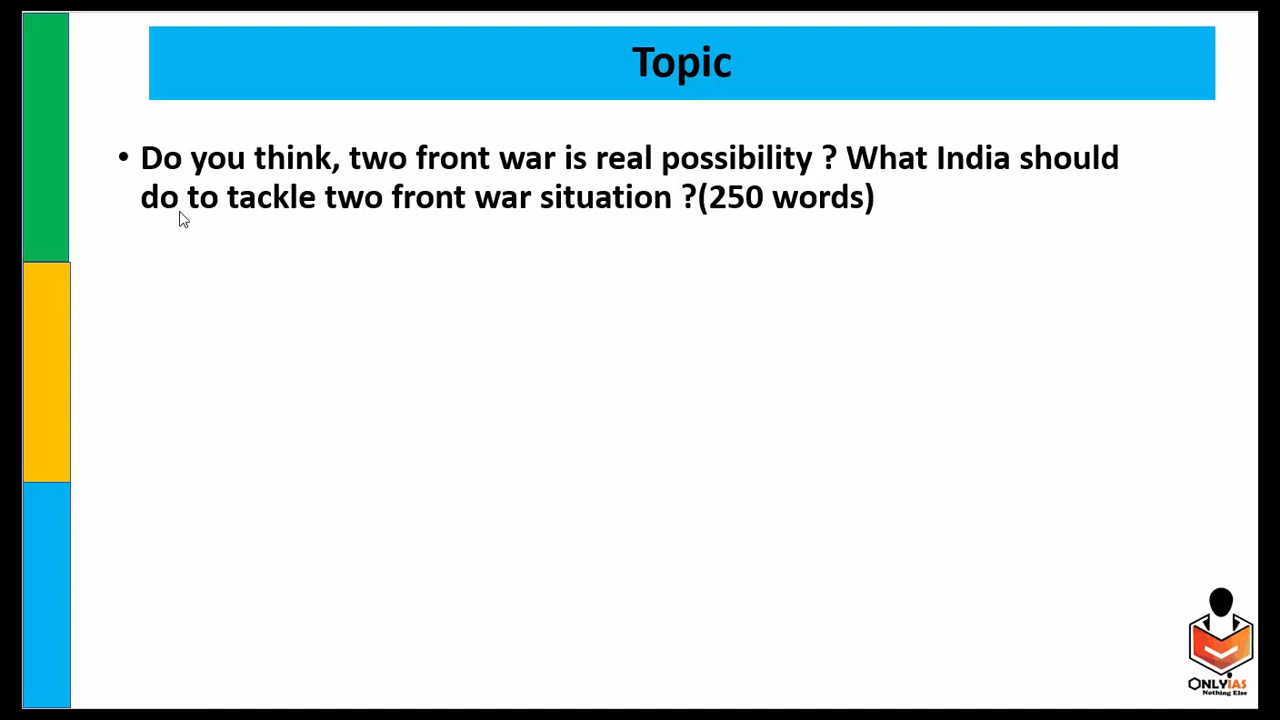 Topic
• Do you think, two front war is real possibility ? What India should
do to tackle two front war situation ?(250 words)
ONLYIAS
Nothing Else